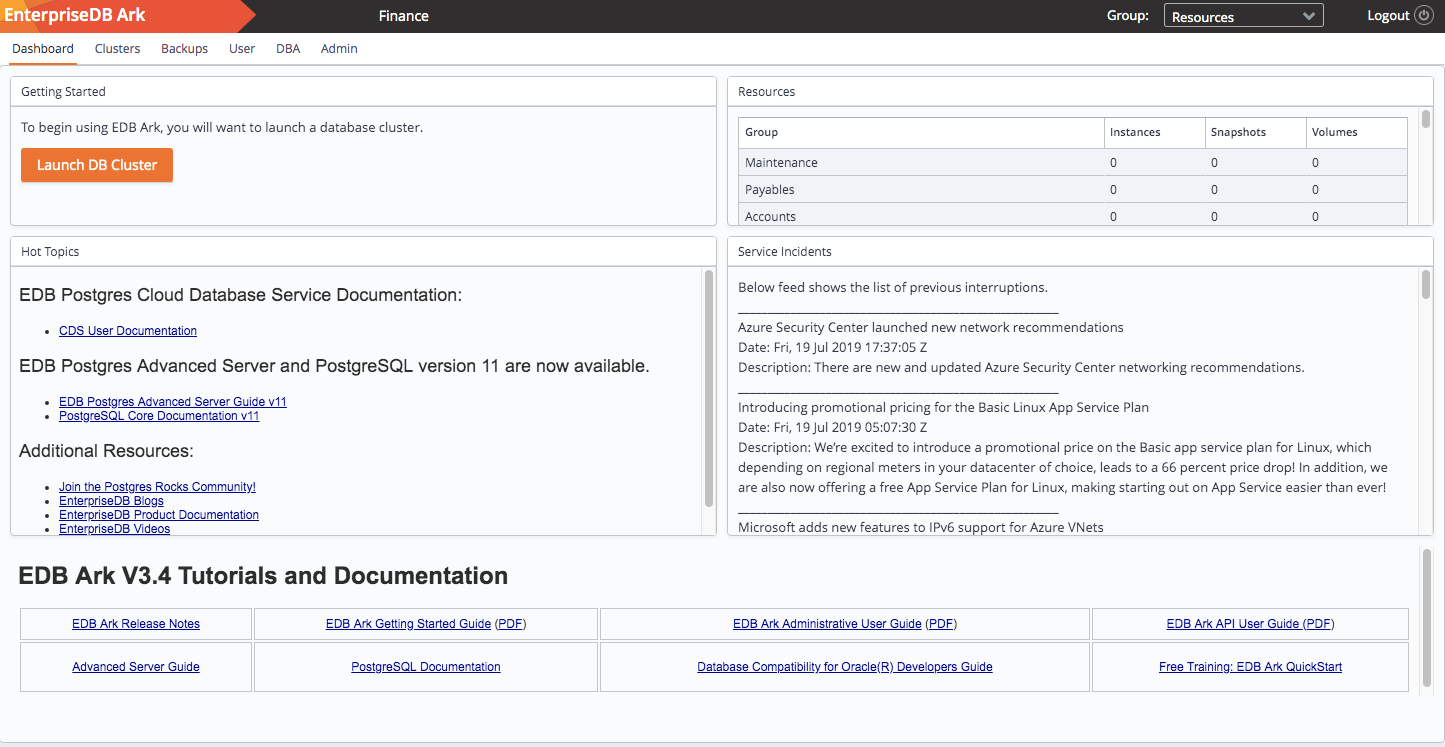 EnterpriseDB Ark
Finance
Group:
Resources
Logout
Dashboard Clusters Backups User DBA Admin
Getting Started
To begin using EDB Ark, you will want to launch a database cluster.
Launch DB Cluster
Resources
Group Instances Snapshots Volumes
Maintenance 0 0 0
Payables 0 0 0
Accounts 0 0 0
Hot Topics
EDB Postgres Cloud Database Service Documentation:
• CDS User Documentation
EDB Postgres Advanced Server and PostgreSQL version 11 are now available.
• EDB Postgres Advanced Server Guide v11
• PostgreSQL Core Documentation v11
Additional Resources:
• Join the Postgres Rocks Community!
• EnterpriseDB Blogs
• EnterpriseDB Product Documentation
• EnterpriseDB Videos
Service Incidents
Below feed shows the list of previous interruptions.
Azure Security Center launched new network recommendations
Date: Fri, 19 Jul 2019 17:37:05 Z
Description: There are new and updated Azure Security Center networking recommendations.
Introducing promotional pricing for the Basic Linux App Service Plan
Date: Fri, 19 Jul 2019 05:07:30 Z
Description: We're excited to introduce a promotional price on the Basic app service plan for Linux, which
depending on regional meters in your datacenter of choice, leads to a 66 percent price drop! In addition, we
are also now offering a free App Service Plan for Linux, making starting out on App Service easier than ever!
Microsoft adds new features to IPv6 support for Azure VNets
EDB Ark V3.4 Tutorials and Documentation
EDB Ark Release Notes EDB Ark Getting Started Guide (PDF) EDB Ark Administrative User Guide (PDF) EDB Ark API User Guide (PDF)
Advanced Server Guide PostgreSQL Documentation Database Compatibility for Oracle(R) Developers Guide Free Training: EDB Ark QuickStart